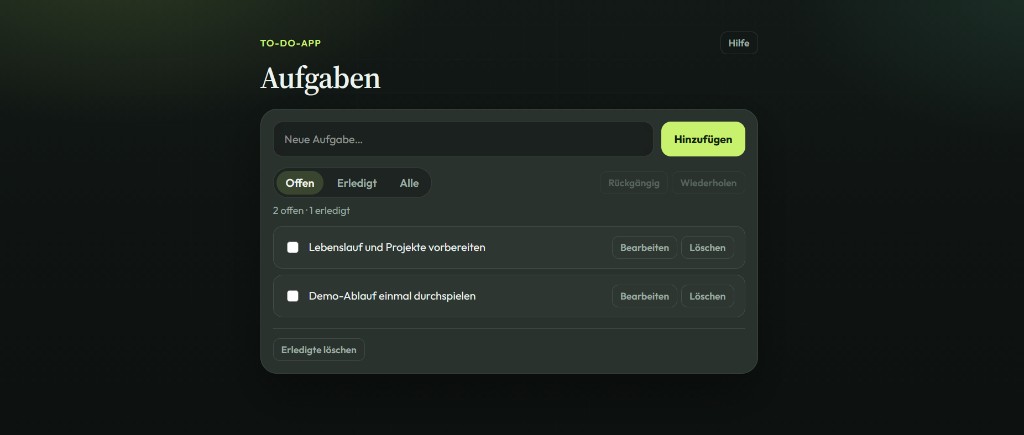 TO-DO-APP
Hilfe
Aufgaben
Neue Aufgabe…
Hinzufügen
Offen Erledigt Alle
Rückgängig Wiederholen
2 offen · 1 erledigt
Lebenslauf und Projekte vorbereiten
Bearbeiten Löschen
Demo-Ablauf einmal durchspielen
Bearbeiten Löschen
Erledigte löschen